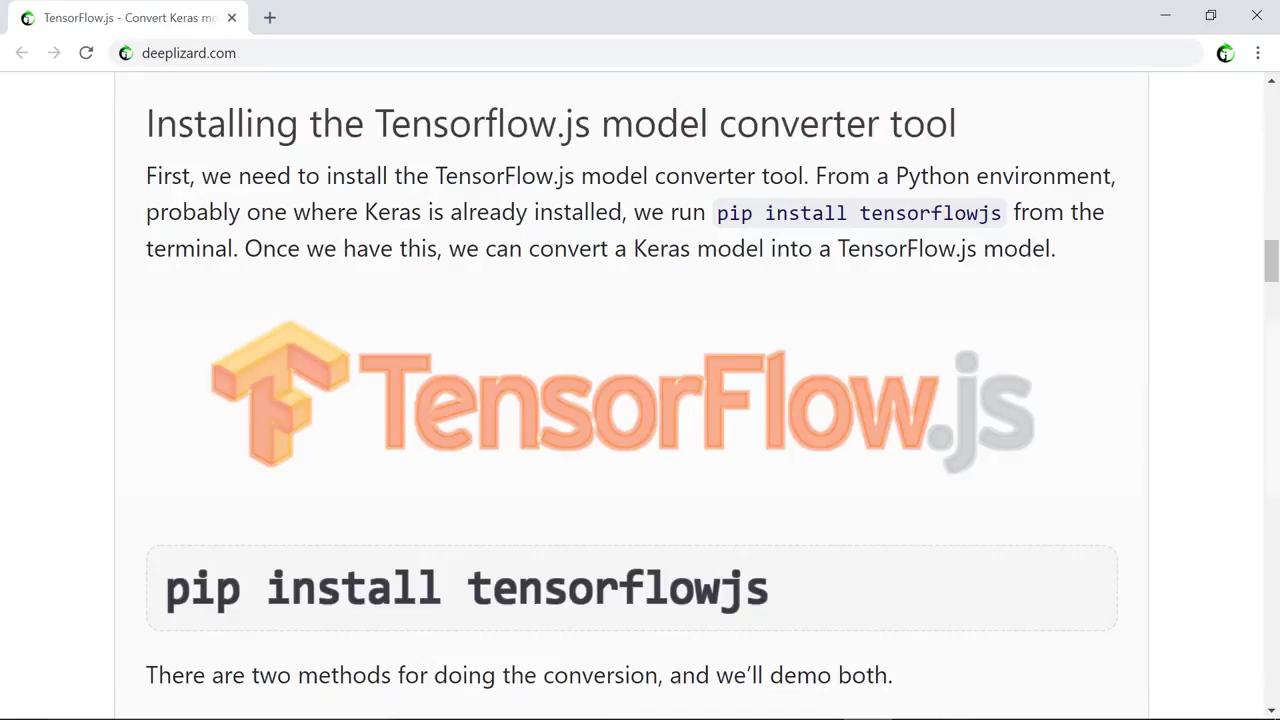 TensorFlow.js - Convert Keras mo
deeplizard.com
Installing the Tensorflow.js model converter tool
First, we need to install the TensorFlow.js model converter tool. From a Python environment,
probably one where Keras is already installed, we run pip install tensorflowjs from the
terminal. Once we have this, we can convert a Keras model into a TensorFlow.js model.
TensorFlow.js
pip install tensorflowjs
There are two methods for doing the conversion, and we’ll demo both.